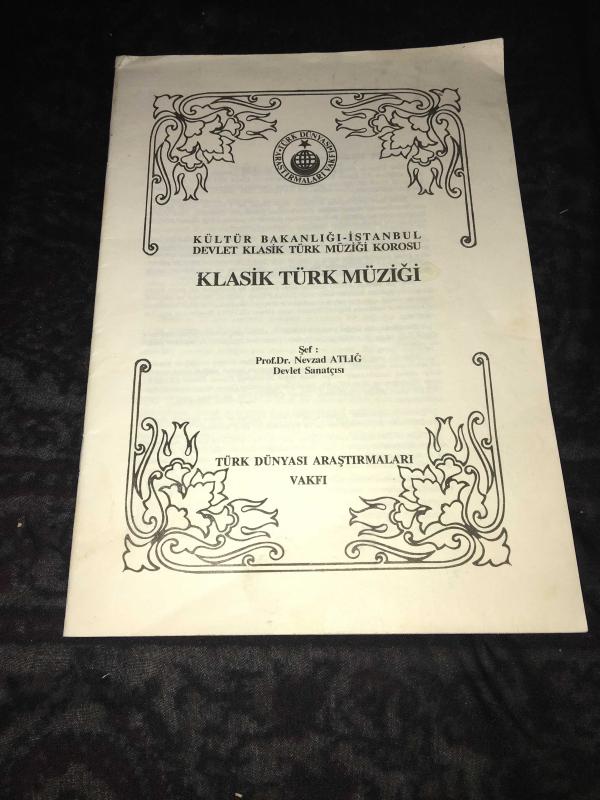 TÜRK DÜNYASI
ARAŞTIRMALARI VAKFI
KÜLTÜR BAKANLIĞI-İSTANBUL
DEVLET KLASİK TÜRK MÜZİĞİ KOROSU
KLASİK TÜRK MÜZİĞİ
Şef :
Prof.Dr. Nevzad ATLIĞ
Devlet Sanatçısı
TÜRK DÜNYASI ARAŞTIRMALARI
VAKFI